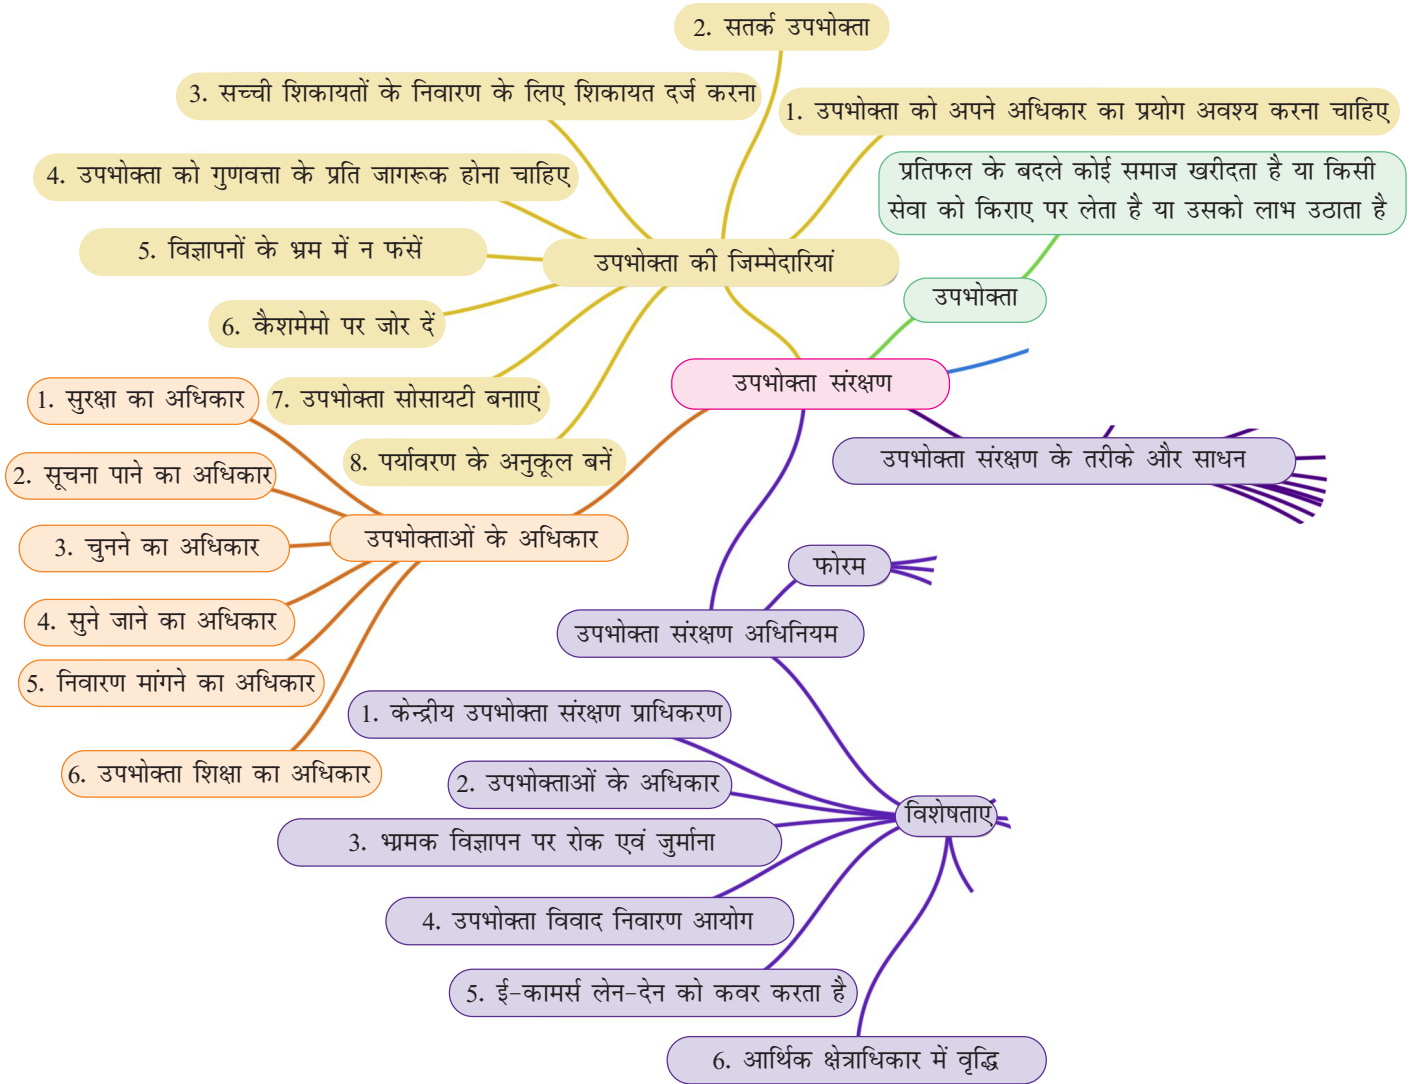 2. सतर्क उपभोक्ता
3. सच्ची शिकायतों के निवारण के लिए शिकायत दर्ज करना
1. उपभोक्ता को अपने अधिकार का प्रयोग अवश्य करना चाहिए
4. उपभोक्ता को गुणवत्ता के प्रति जागरूक होना चाहिए
प्रतिफल के बदले कोई समाज खरीदता है या किसी
सेवा को किराए पर लेता है या उसको लाभ उठाता है
5. विज्ञापनों के भ्रम में न फंसें
उपभोक्ता की जिम्मेदारियां
उपभोक्ता
6. कैशमेमो पर जोर दें
उपभोक्ता संरक्षण
7. उपभोक्ता सोसायटी बनााएं
8. पर्यावरण के अनुकूल बनें
उपभोक्ता संरक्षण के तरीके और साधन
1. सुरक्षा का अधिकार
2. सूचना पाने का अधिकार
3. चुनने का अधिकार
उपभोक्ताओं के अधिकार
4. सुने जाने का अधिकार
5. निवारण मांगने का अधिकार
6. उपभोक्ता शिक्षा का अधिकार
फोरम
उपभोक्ता संरक्षण अधिनियम
1. केन्द्रीय उपभोक्ता संरक्षण प्राधिकरण
2. उपभोक्ताओं के अधिकार
विशेषताए
3. भ्रामक विज्ञापन पर रोक एवं जुर्माना
4. उपभोक्ता विवाद निवारण आयोग
5. ई-कामर्स लेन-देन को कवर करता है
6. आर्थिक क्षेत्राधिकार में वृद्धि